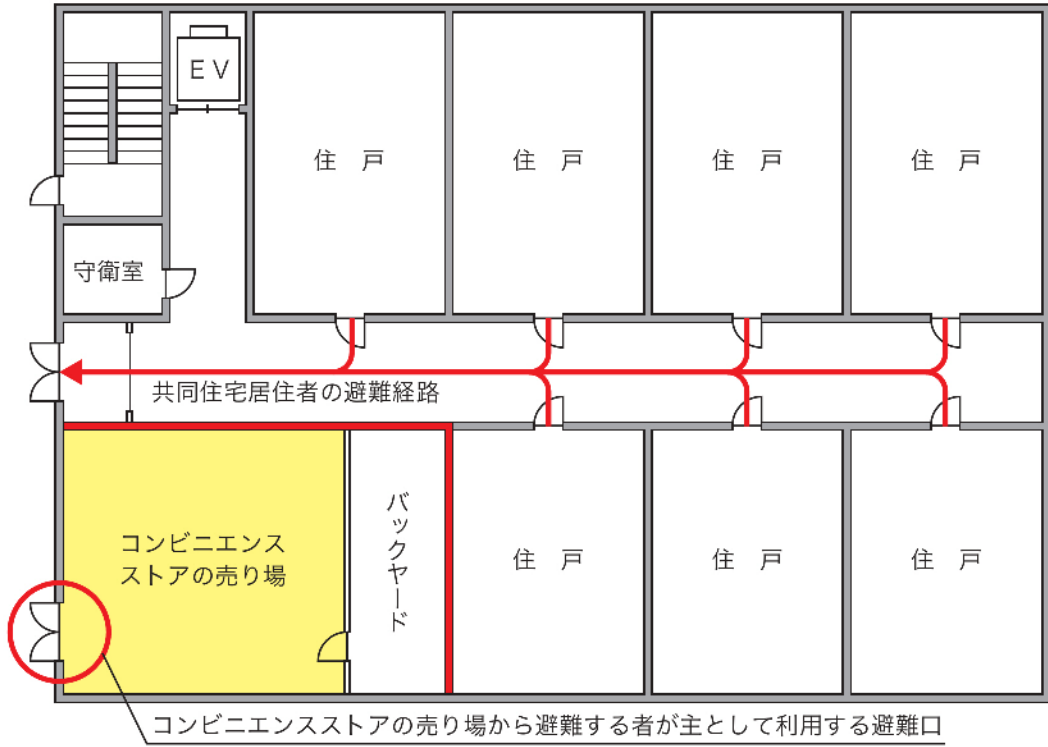 EV
住戸
住戸
住戸
住戸
守衛室
共同住宅居住者の避難経路
コンビニエンス
ストアの売り場
バックヤード
住戸
住戸
住戸
コンビニエンスストアの売り場から避難する者が主として利用する避難口